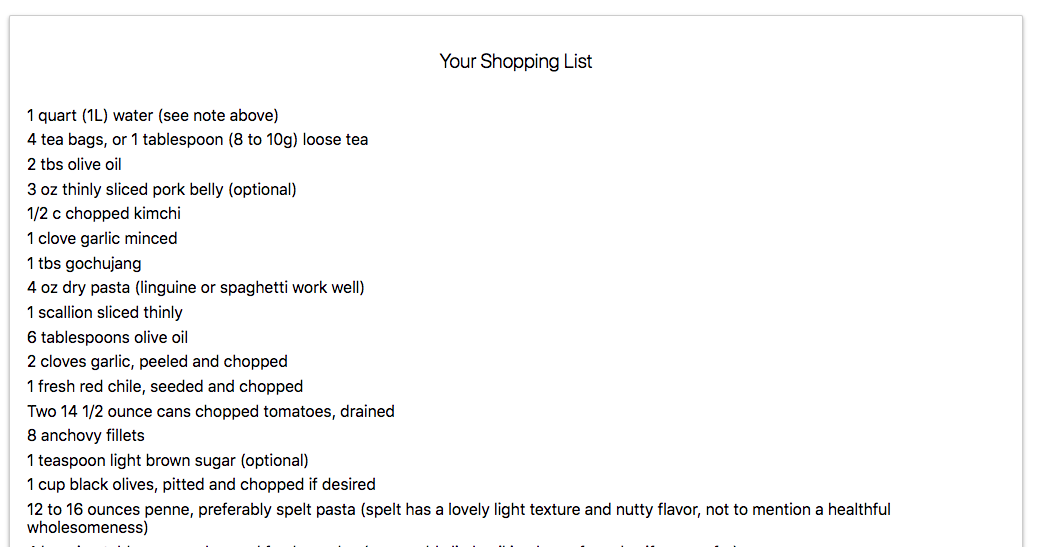 Your Shopping List
1 quart (1L) water (see note above)
4 tea bags, or 1 tablespoon (8 to 10g) loose tea
2 tbs olive oil
3 oz thinly sliced pork belly (optional)
1/2 c chopped kimchi
1 clove garlic minced
1 tbs gochujang
4 oz dry pasta (linguine or spaghetti work well)
1 scallion sliced thinly
6 tablespoons olive oil
2 cloves garlic, peeled and chopped
1 fresh red chile, seeded and chopped
Two 14 1/2 ounce cans chopped tomatoes, drained
8 anchovy fillets
1 teaspoon light brown sugar (optional)
1 cup black olives, pitted and chopped if desired
12 to 16 ounces penne, preferably spelt pasta (spelt has a lovely light texture and nutty flavor, not to mention a healthful
wholesomeness)